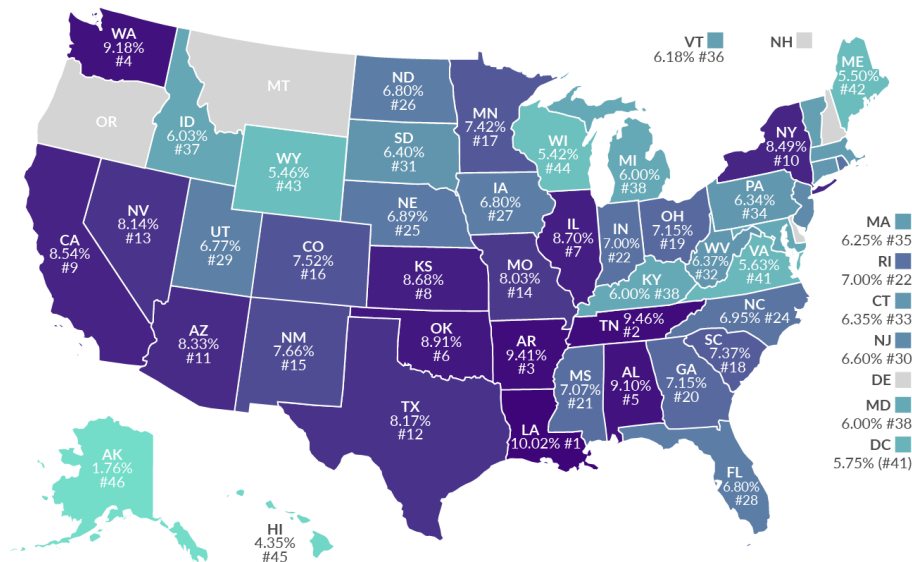 WA
9.18%
#4
VT
6.18% #36
NH
ME
5.50%
#42
MT
ND
6.80%
#26
MN
7.42%
#17
OR
ID
6.03%
#37
SD
6.40%
#31
WI
5.42%
#44
MI
6.00%
#38
NY
8.49%
#10
WY
5.46%
#43
IA
6.80%
#27
PA
6.34%
#34
NE
6.89%
#25
NV
8.14%
#13
UT
6.77%
#29
CA
8.54%
#9
CO
7.52%
#16
IL
8.70%
#7
IN
7.00%
#22
OH
7.15%
#19
WV
6.37%
#32
VA
5.63%
#41
MA
6.25% #35
RI
7.00% #22
CT
6.35% #33
NJ
6.60% #30
DE
MD
6.00% #38
DC
5.75% (#41)
KS
8.68%
#8
MO
8.03%
#14
KY
6.00% #38
NC
6.95% #24
AZ
8.33%
#11
NM
7.66%
#15
OK
8.91%
#6
AR
9.41%
#3
TN 9.46%
#2
SC
7.37%
#18
MS
7.07%
#21
AL
9.10%
#5
GA
7.15%
#20
TX
8.17%
#12
LA
10.02% #1
FL
6.80%
#28
AK
1.76%
#46
HI
4.35%
#45